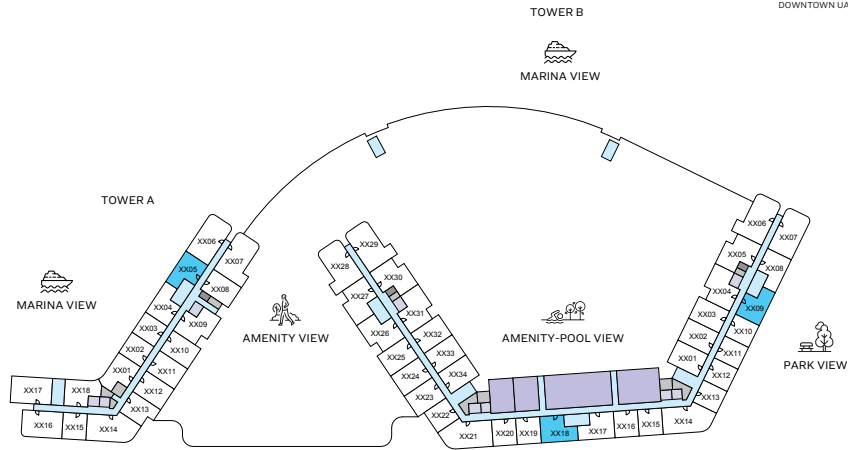 DOWNTOWN UA
TOWER B
MARINA VIEW
TOWER A
MARINA VIEW
AMENITY VIEW
AMENITY-POOL VIEW
PARK VIEW
XX06
XX07
XX05
XX08
XX04
XX09
XX03
XX10
XX02
XX11
XX01
XX12
XX17
XX18
XX13
XX16
XX15
XX14
XX29
XX28
XX30
XX27
XX31
XX26
XX32
XX25
XX33
XX24
XX34
XX23
XX22
XX21
XX20
XX19
XX18
XX17
XX16
XX15
XX14
XX06
XX07
XX05
XX08
XX04
XX09
XX03
XX10
XX02
XX11
XX01
XX12
XX13